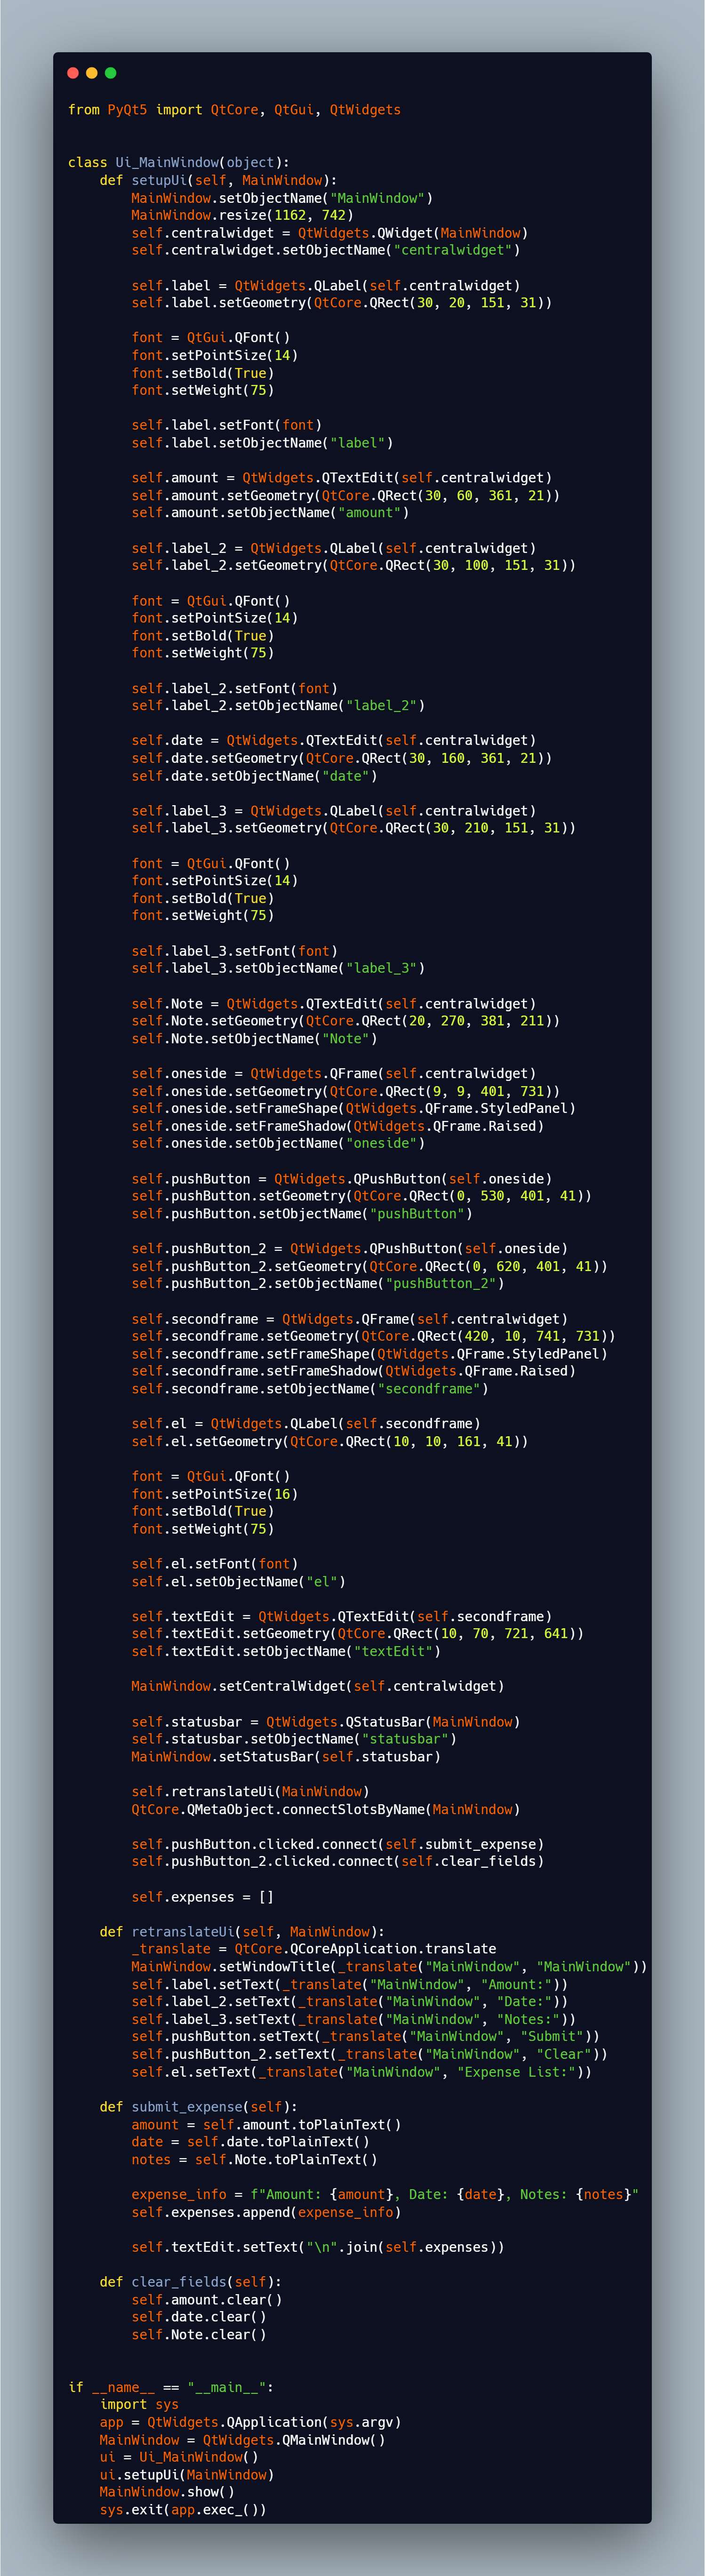 from PyQt5 import QtCore, QtGui, QtWidgets
class Ui_MainWindow(object):
    def setupUi(self, MainWindow):
        MainWindow.setObjectName("MainWindow")
        MainWindow.resize(1162, 742)
        self.centralwidget = QtWidgets.QWidget(MainWindow)
        self.centralwidget.setObjectName("centralwidget")
        self.label = QtWidgets.QLabel(self.centralwidget)
        self.label.setGeometry(QtCore.QRect(30, 20, 151, 31))
        font = QtGui.QFont()
        font.setPointSize(14)
        font.setBold(True)
        font.setWeight(75)
        self.label.setFont(font)
        self.label.setObjectName("label")
        self.amount = QtWidgets.QTextEdit(self.centralwidget)
        self.amount.setGeometry(QtCore.QRect(30, 60, 361, 21))
        self.amount.setObjectName("amount")
        self.label_2 = QtWidgets.QLabel(self.centralwidget)
        self.label_2.setGeometry(QtCore.QRect(30, 100, 151, 31))
        font = QtGui.QFont()
        font.setPointSize(14)
        font.setBold(True)
        font.setWeight(75)
        self.label_2.setFont(font)
        self.label_2.setObjectName("label_2")
        self.date = QtWidgets.QTextEdit(self.centralwidget)
        self.date.setGeometry(QtCore.QRect(30, 160, 361, 21))
        self.date.setObjectName("date")
        self.label_3 = QtWidgets.QLabel(self.centralwidget)
        self.label_3.setGeometry(QtCore.QRect(30, 210, 151, 31))
        font = QtGui.QFont()
        font.setPointSize(14)
        font.setBold(True)
        font.setWeight(75)
        self.label_3.setFont(font)
        self.label_3.setObjectName("label_3")
        self.Note = QtWidgets.QTextEdit(self.centralwidget)
        self.Note.setGeometry(QtCore.QRect(20, 270, 381, 211))
        self.Note.setObjectName("Note")
        self.oneside = QtWidgets.QFrame(self.centralwidget)
        self.oneside.setGeometry(QtCore.QRect(9, 9, 401, 731))
        self.oneside.setFrameShape(QtWidgets.QFrame.StyledPanel)
        self.oneside.setFrameShadow(QtWidgets.QFrame.Raised)
        self.oneside.setObjectName("oneside")
        self.pushButton = QtWidgets.QPushButton(self.oneside)
        self.pushButton.setGeometry(QtCore.QRect(0, 530, 401, 41))
        self.pushButton.setObjectName("pushButton")
        self.pushButton_2 = QtWidgets.QPushButton(self.oneside)
        self.pushButton_2.setGeometry(QtCore.QRect(0, 620, 401, 41))
        self.pushButton_2.setObjectName("pushButton_2")
        self.secondframe = QtWidgets.QFrame(self.centralwidget)
        self.secondframe.setGeometry(QtCore.QRect(420, 10, 741, 731))
        self.secondframe.setFrameShape(QtWidgets.QFrame.StyledPanel)
        self.secondframe.setFrameShadow(QtWidgets.QFrame.Raised)
        self.secondframe.setObjectName("secondframe")
        self.el = QtWidgets.QLabel(self.secondframe)
        self.el.setGeometry(QtCore.QRect(10, 10, 161, 41))
        font = QtGui.QFont()
        font.setPointSize(16)
        font.setBold(True)
        font.setWeight(75)
        self.el.setFont(font)
        self.el.setObjectName("el")
        self.textEdit = QtWidgets.QTextEdit(self.secondframe)
        self.textEdit.setGeometry(QtCore.QRect(10, 70, 721, 641))
        self.textEdit.setObjectName("textEdit")
        MainWindow.setCentralWidget(self.centralwidget)
        self.statusbar = QtWidgets.QStatusBar(MainWindow)
        self.statusbar.setObjectName("statusbar")
        MainWindow.setStatusBar(self.statusbar)
        self.retranslateUi(MainWindow)
        QtCore.QMetaObject.connectSlotsByName(MainWindow)
        self.pushButton.clicked.connect(self.submit_expense)
        self.pushButton_2.clicked.connect(self.clear_fields)
        self.expenses = []
    def retranslateUi(self, MainWindow):
        _translate = QtCore.QCoreApplication.translate
        MainWindow.setWindowTitle(_translate("MainWindow", "MainWindow"))
        self.label.setText(_translate("MainWindow", "Amount:"))
        self.label_2.setText(_translate("MainWindow", "Date:"))
        self.label_3.setText(_translate("MainWindow", "Notes:"))
        self.pushButton.setText(_translate("MainWindow", "Submit"))
        self.pushButton_2.setText(_translate("MainWindow", "Clear"))
        self.el.setText(_translate("MainWindow", "Expense List:"))
    def submit_expense(self):
        amount = self.amount.toPlainText()
        date = self.date.toPlainText()
        notes = self.Note.toPlainText()
        expense_info = f"Amount: {amount}, Date: {date}, Notes: {notes}"
        self.expenses.append(expense_info)
        self.textEdit.setText("\n".join(self.expenses))
    def clear_fields(self):
        self.amount.clear()
        self.date.clear()
        self.Note.clear()
if __name__ == "__main__":
    import sys
    app = QtWidgets.QApplication(sys.argv)
    MainWindow = QtWidgets.QMainWindow()
    ui = Ui_MainWindow()
    ui.setupUi(MainWindow)
    MainWindow.show()
    sys.exit(app.exec_())